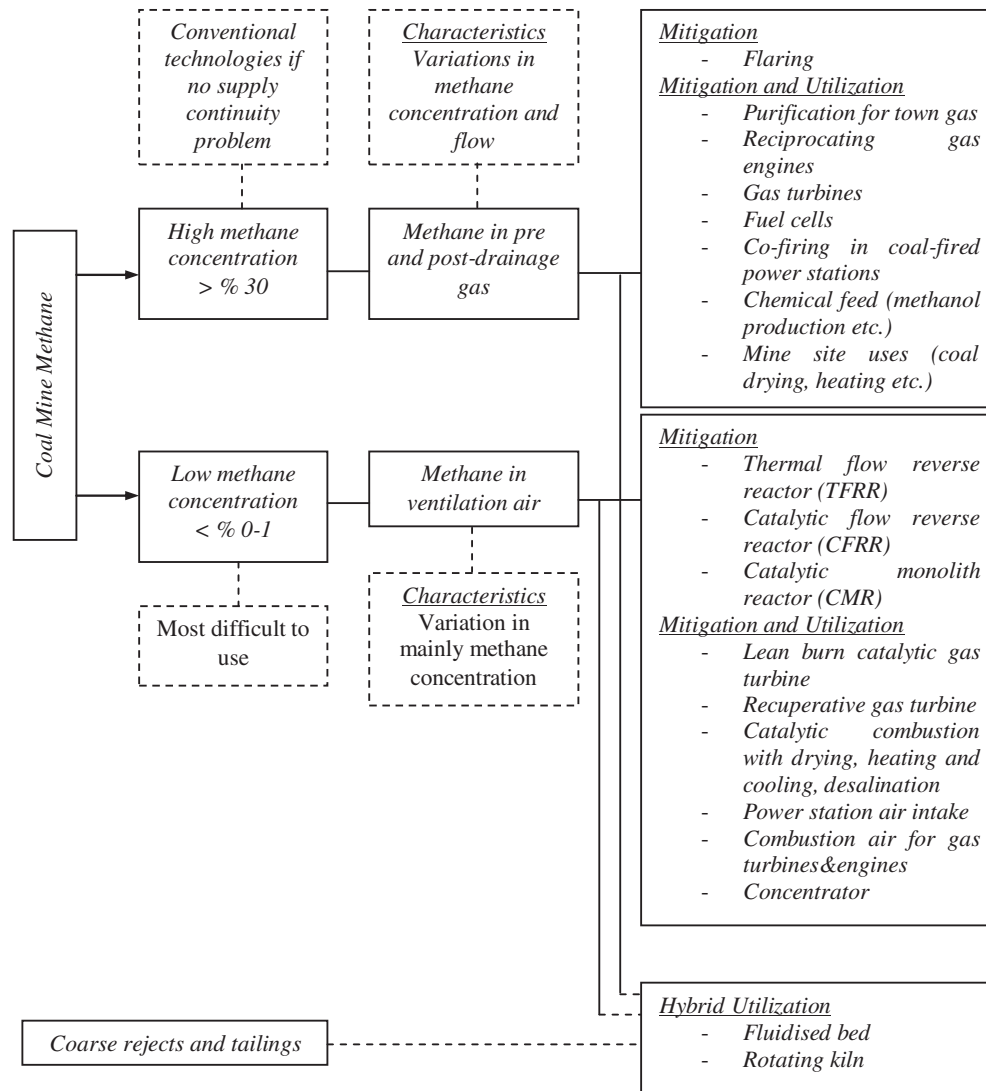 Conventional
technologies if
no supply
continuity
problem
Characteristics
Variations in
methane
concentration and
flow
Mitigation
- Flaring
Mitigation and Utilization
- Purification for town gas
- Reciprocating gas
engines
- Gas turbines
- Fuel cells
- Co-firing in coal-fired
power stations
- Chemical feed (methanol
production etc.)
- Mine site uses (coal
drying, heating etc.)
High methane
concentration
> % 30
Methane in pre
and post-drainage
gas
Coal Mine Methane
Low methane
concentration
< % 0-1
Methane in
ventilation air
Most difficult to
use
Characteristics
Variation in
mainly methane
concentration
Mitigation
- Thermal flow reverse
reactor (TFRR)
- Catalytic flow reverse
reactor (CFRR)
- Catalytic monolith
reactor (CMR)
Mitigation and Utilization
- Lean burn catalytic gas
turbine
- Recuperative gas turbine
- Catalytic combustion
with drying, heating and
cooling, desalination
- Power station air intake
- Combustion air for gas
turbines&engines
- Concentrator
Coarse rejects and tailings
Hybrid Utilization
- Fluidised bed
- Rotating kiln